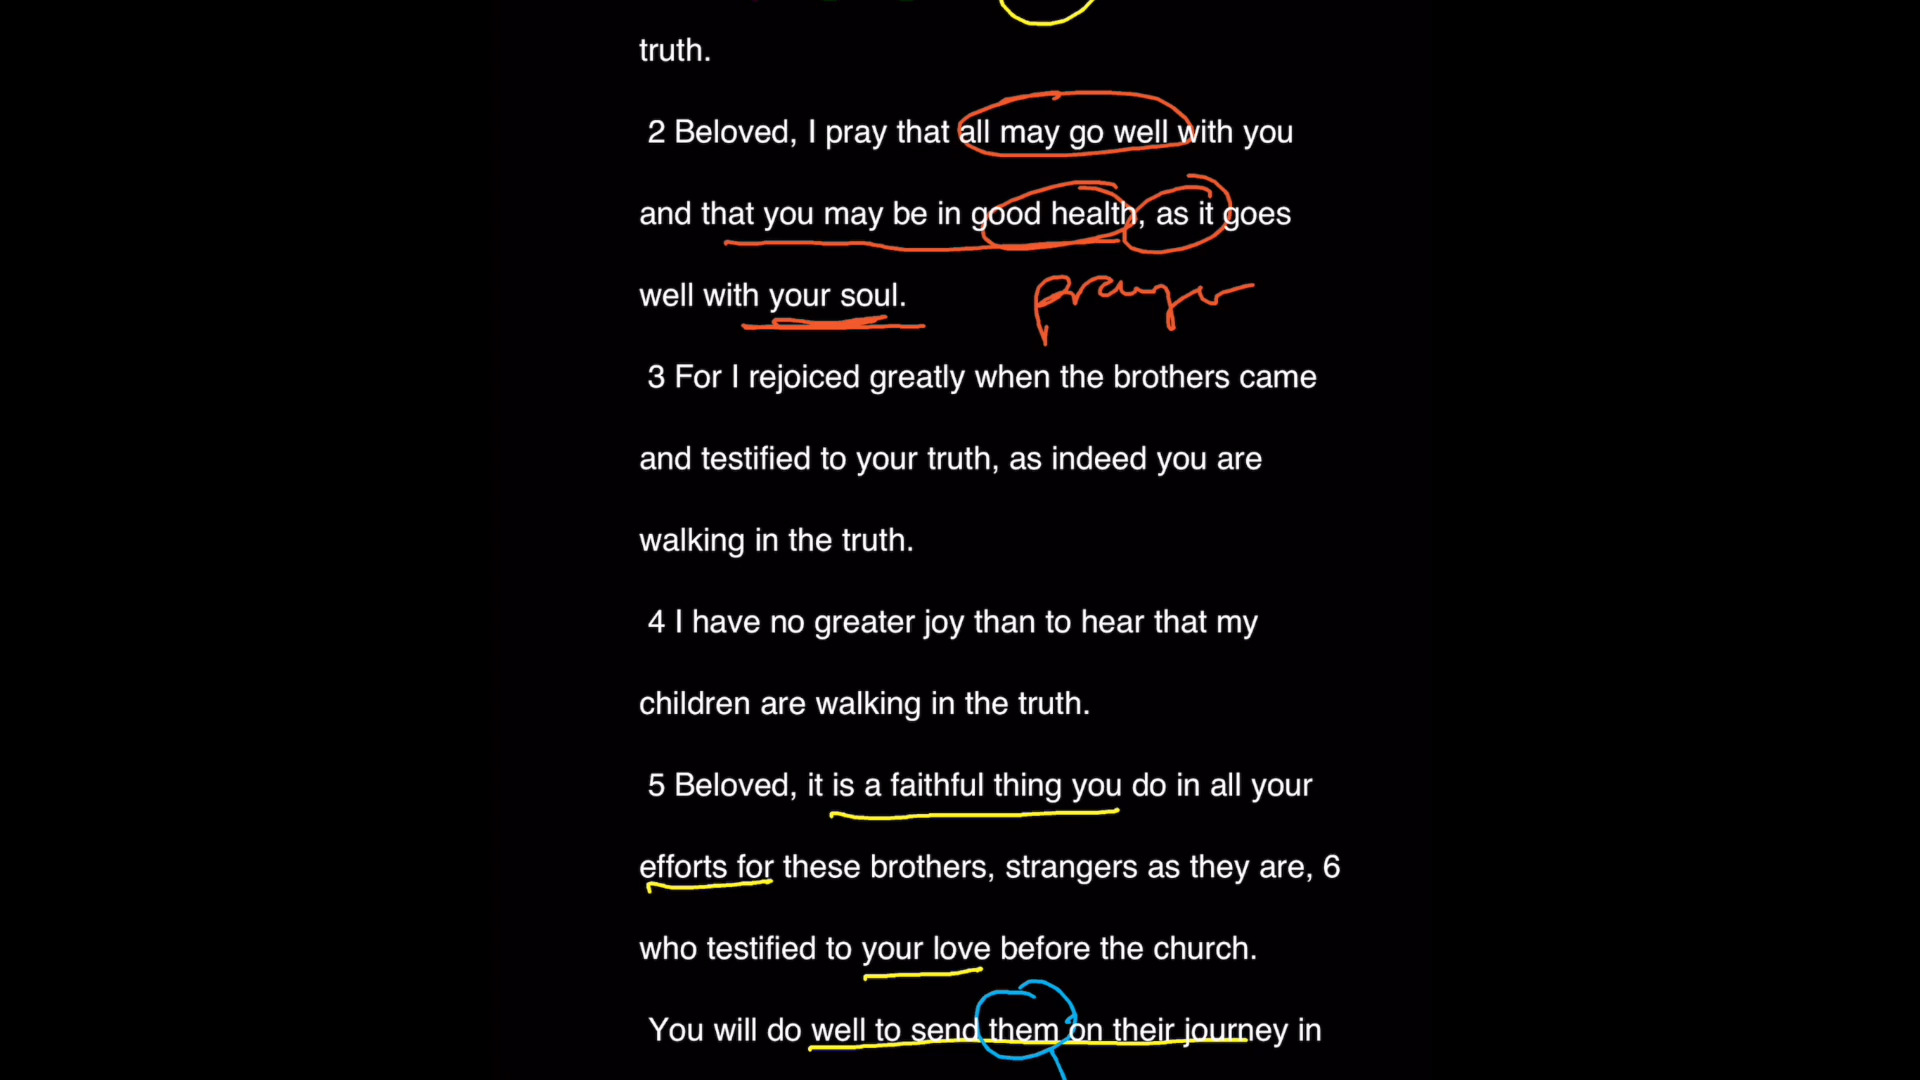 truth.
2 Beloved, I pray that all may go well with you
and that you may be in good health, as it goes
well with your soul.
prayer
3 For I rejoiced greatly when the brothers came
and testified to your truth, as indeed you are
walking in the truth.
4 I have no greater joy than to hear that my
children are walking in the truth.
5 Beloved, it is a faithful thing you do in all your
efforts for these brothers, strangers as they are, 6
who testified to your love before the church.
You will do well to send them on their journey in